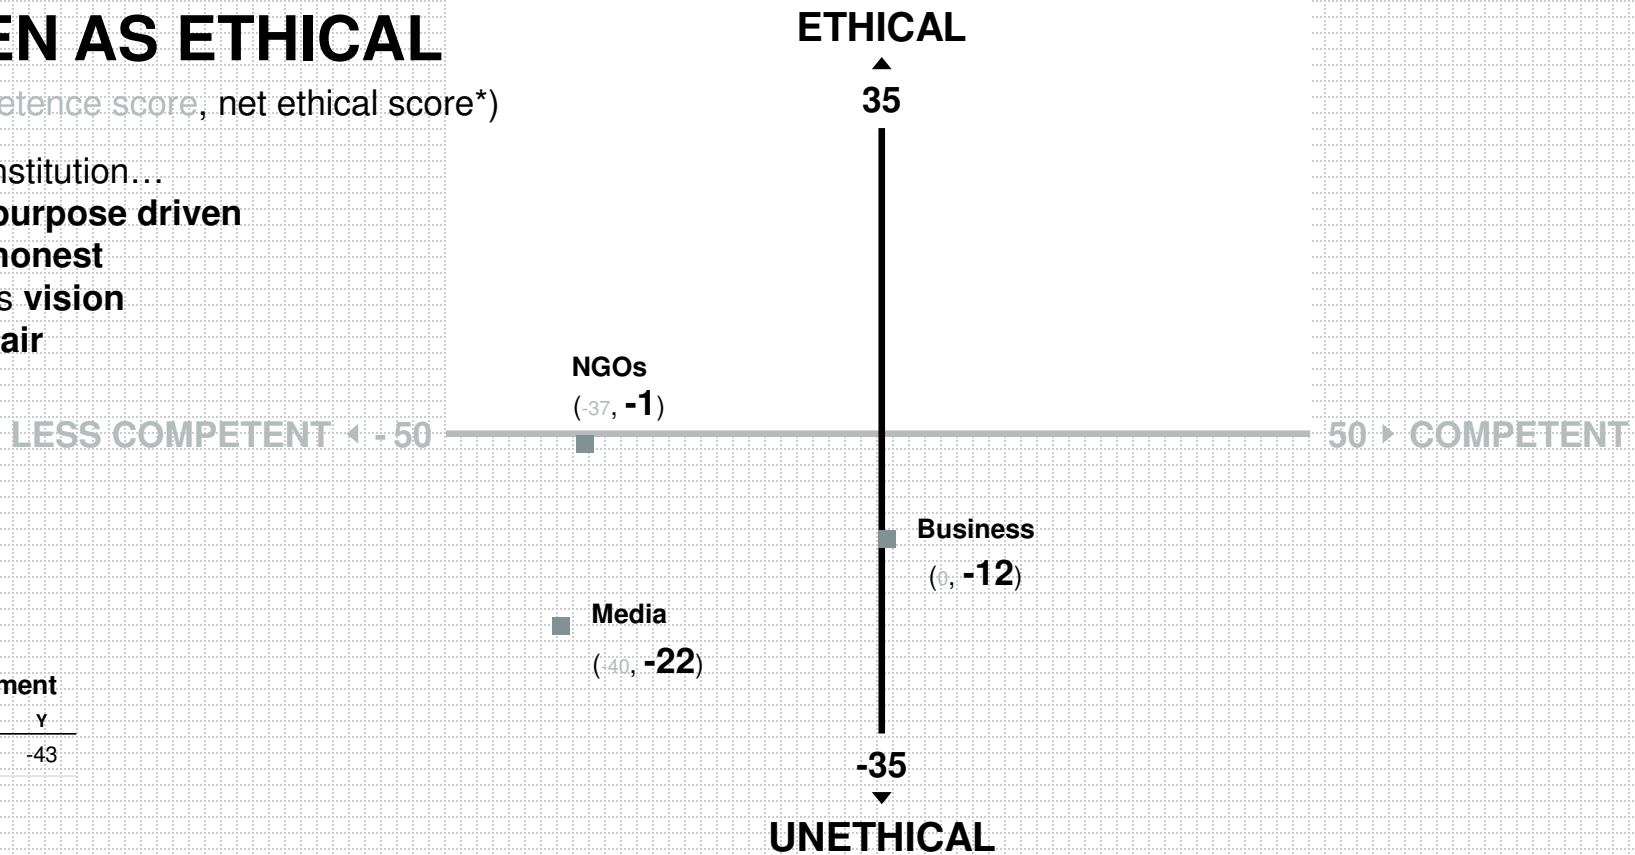 EN AS ETHICAL
etence score, net ethical score*)
nstitution…
purpose driven
honest
s vision
air
ETHICAL
35
NGOs
(-37, -1)
LESS COMPETENT ◂ - 50
50 ▸ COMPETENT
Business
(0, -12)
Media
(-40, -22)
ment
Y
-43
-35
UNETHICAL